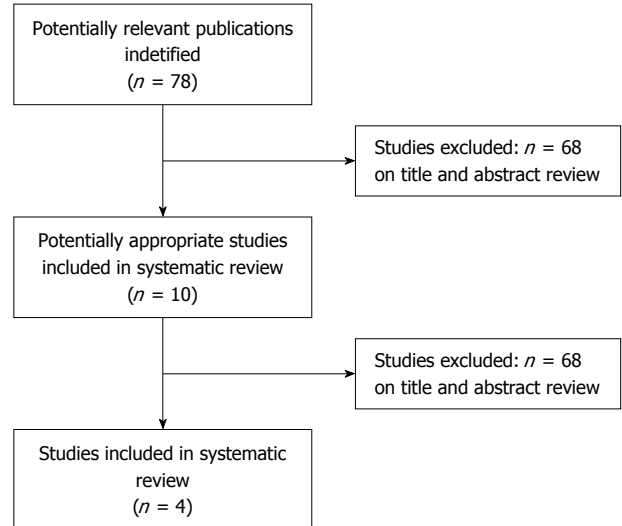 Potentially relevant publications
indetified
(n = 78)
Studies excluded: n = 68
on title and abstract review
Potentially appropriate studies
included in systematic review
(n = 10)
Studies excluded: n = 68
on title and abstract review
Studies included in systematic
review
(n = 4)